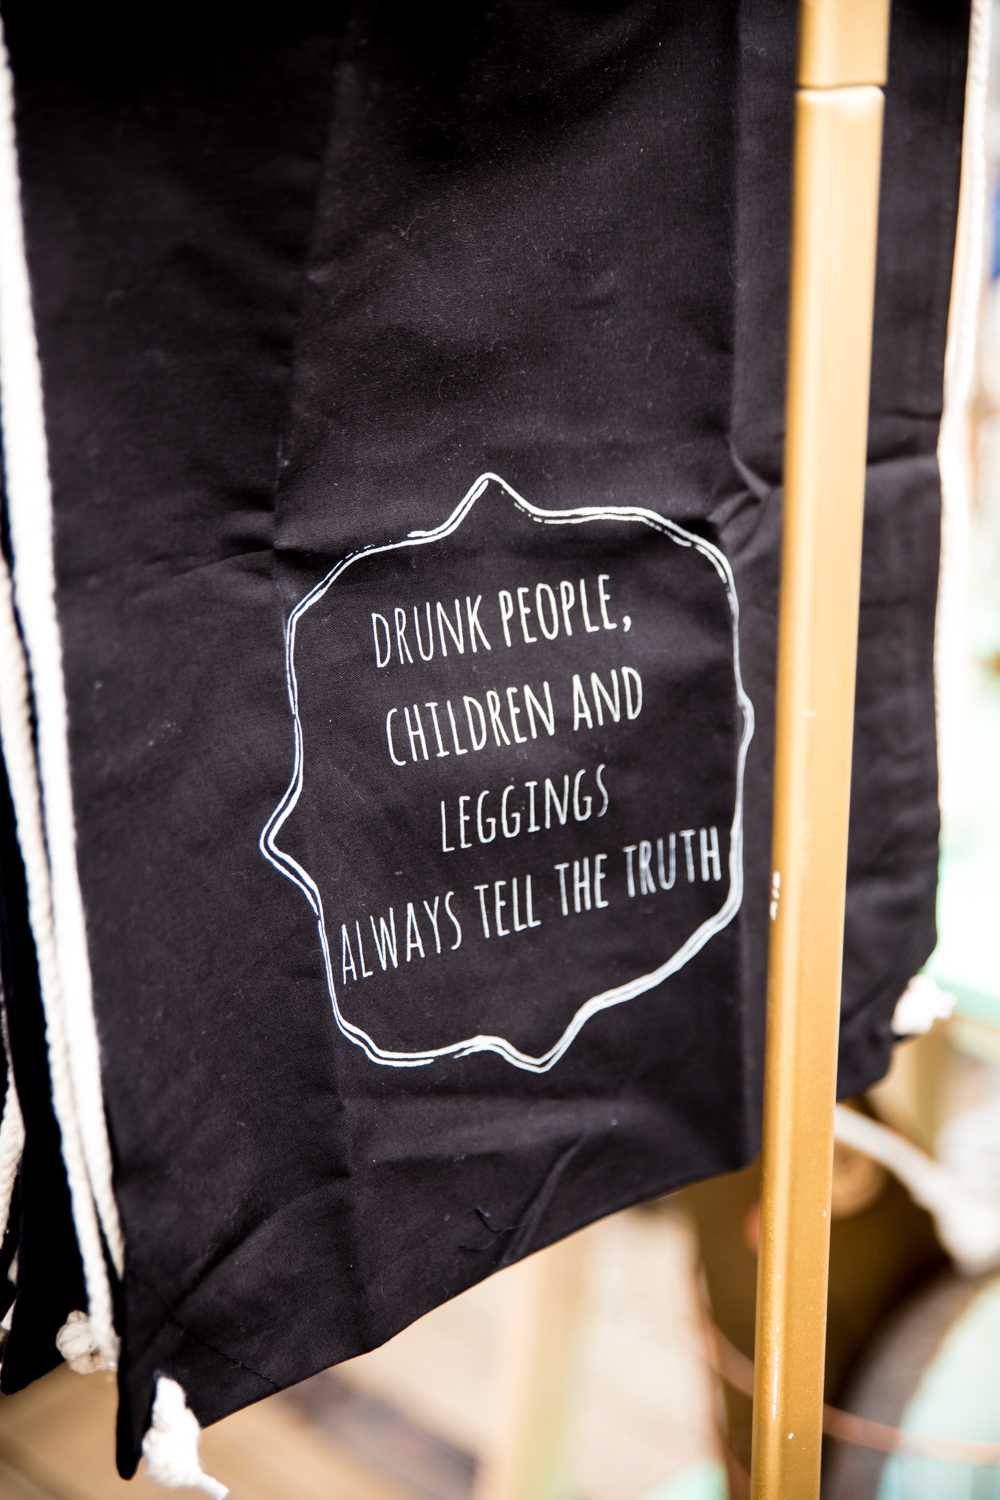 DRUNK PEOPLE,
CHILDREN AND
LEGGINGS
ALWAYS TELL THE TRUTH